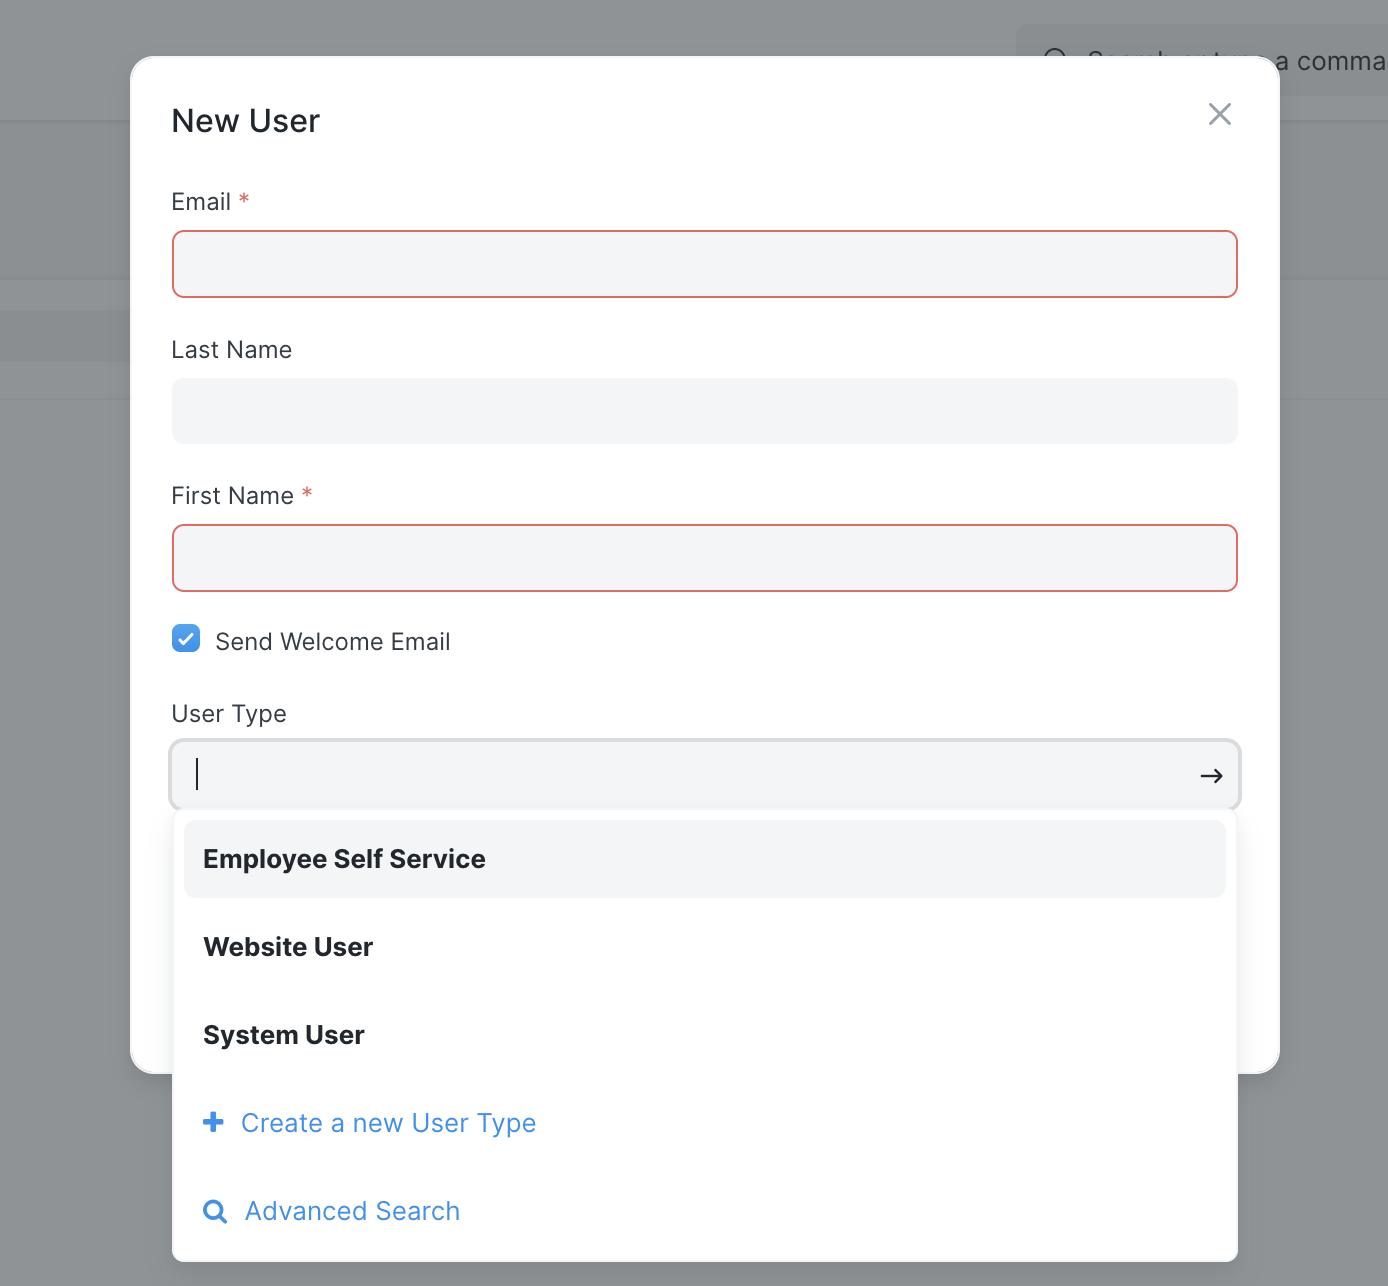 a comma
New User
Email *
Last Name
First Name *
Send Welcome Email
User Type
Employee Self Service
Website User
System User
Create a new User Type
Advanced Search